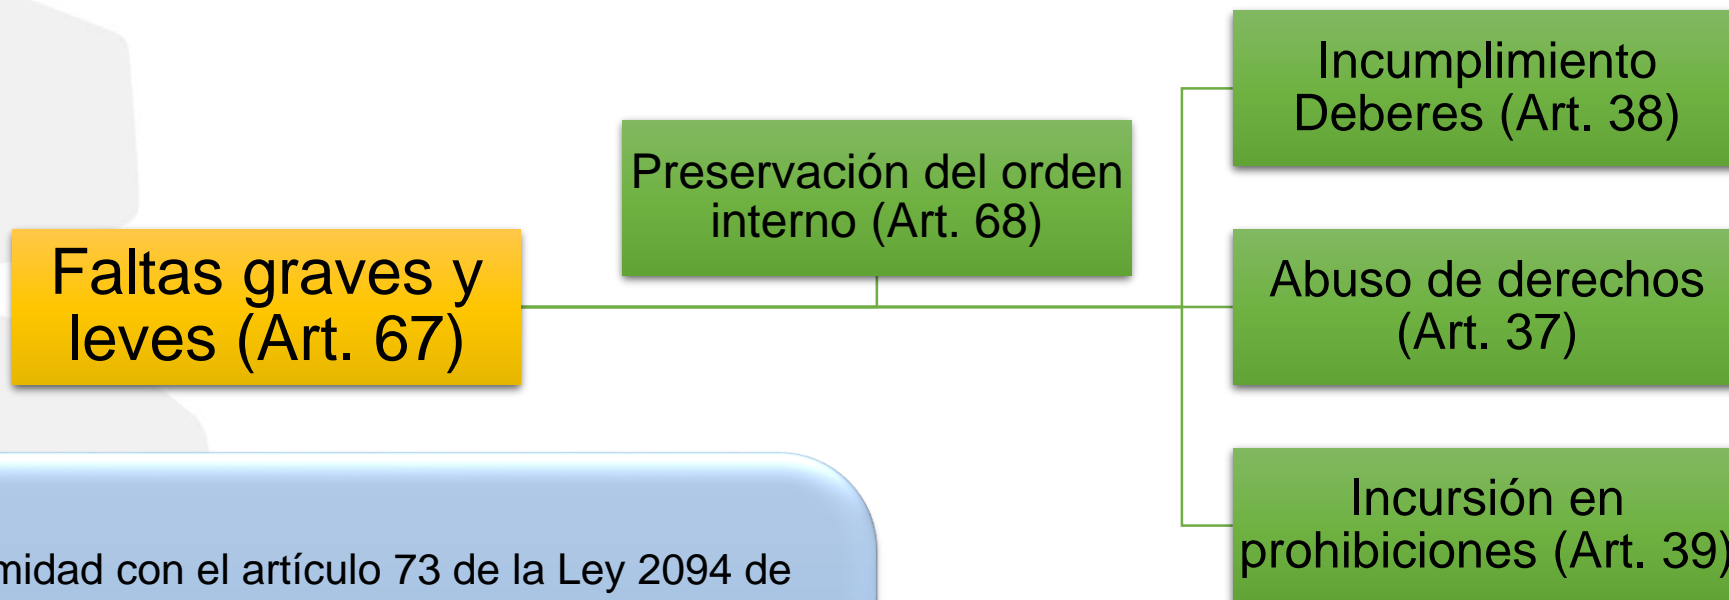 Faltas graves y
leves (Art. 67)
Preservación del orden
interno (Art. 68)
Incumplimiento
Deberes (Art. 38)
Abuso de derechos
(Art. 37)
Incursión en
prohibiciones (Art. 39)
con el artículo 73 de la Ley 2094 de